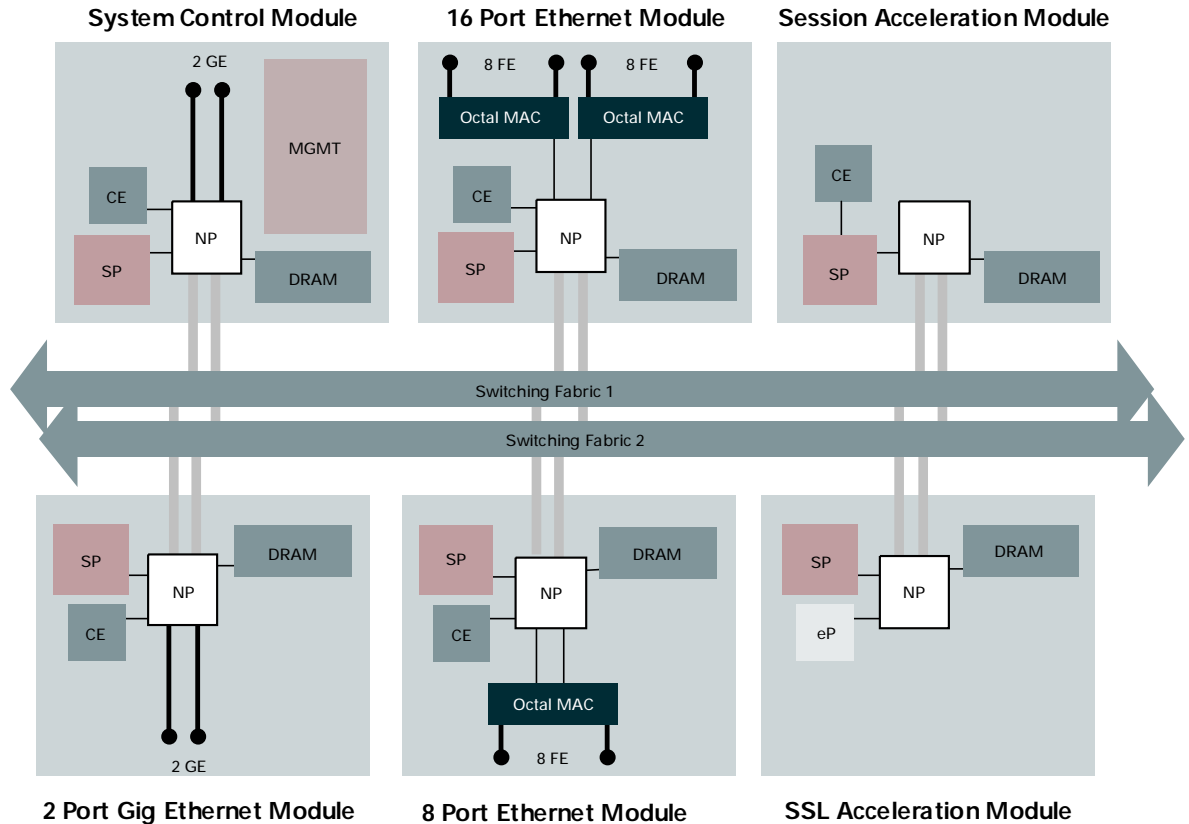 System Control Module
16 Port Ethernet Module
Session Acceleration Module
2 GE
MGMT
CE
NP
SP
DRAM
8 FE
8 FE
Octal MAC
Octal MAC
CE
NP
SP
DRAM
CE
NP
SP
DRAM
Switching Fabric 1
Switching Fabric 2
SP
DRAM
NP
CE
2 GE
SP
DRAM
NP
CE
Octal MAC
8 FE
SP
DRAM
NP
eP
2 Port Gig Ethernet Module
8 Port Ethernet Module
SSL Acceleration Module